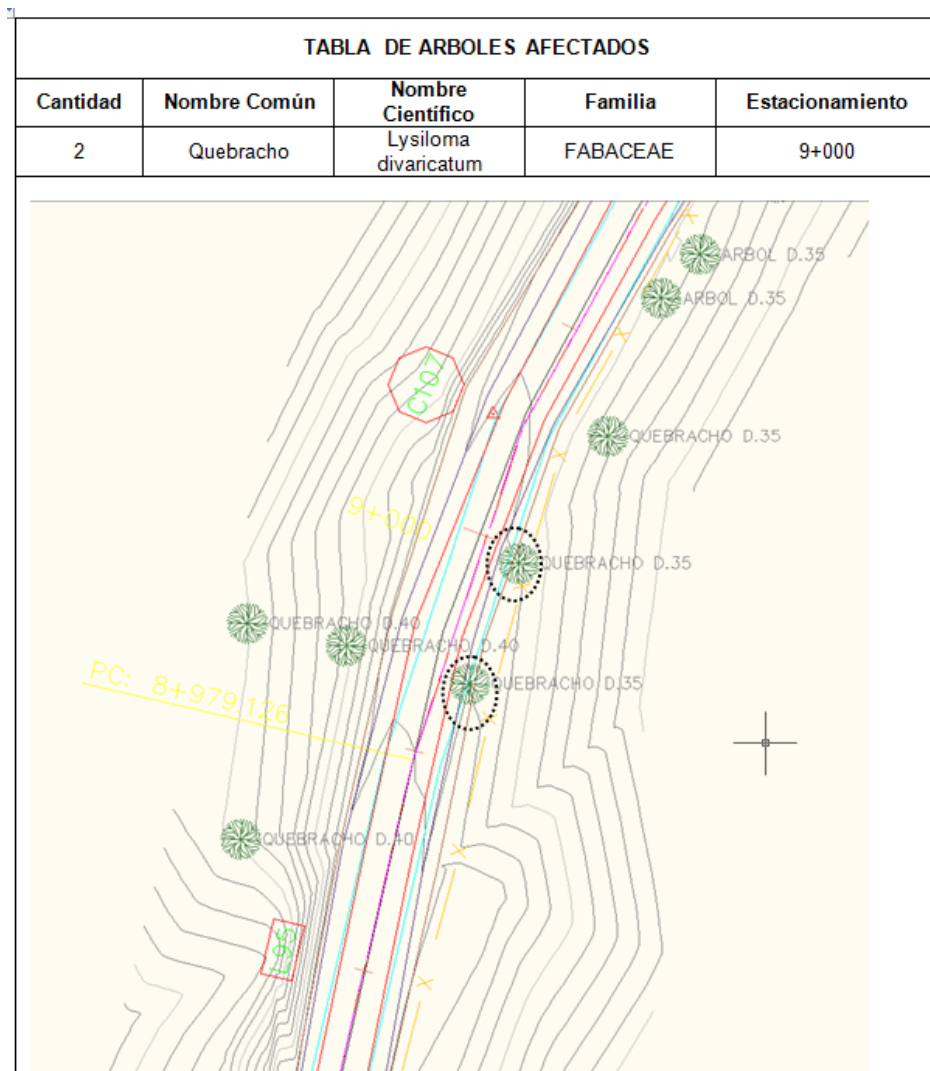 TABLA DE ARBOLES AFECTADOS
Cantidad
Nombre Común
Nombre
Científico
Familia
Estacionamiento
2
Quebracho
Lysiloma
divaricatum
FABACEAE
9+000
ARBOL D.35
ARBOL D.35
C107
QUEBRACHO D.35
9+000
QUEBRACHO D.35
QUEBRACHO D.40
QUEBRACHO D.40
QUEBRACHO D.35
PC: 8+979.126
QUEBRACHO D.40
L95